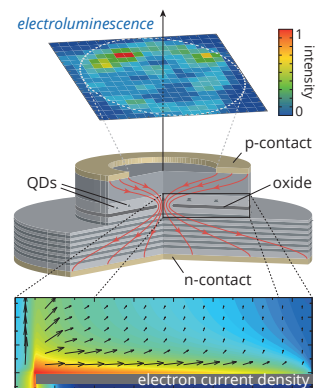 electroluminescence
1
intensity
0
p-contact
QDs
oxide
n-contact
electron current density